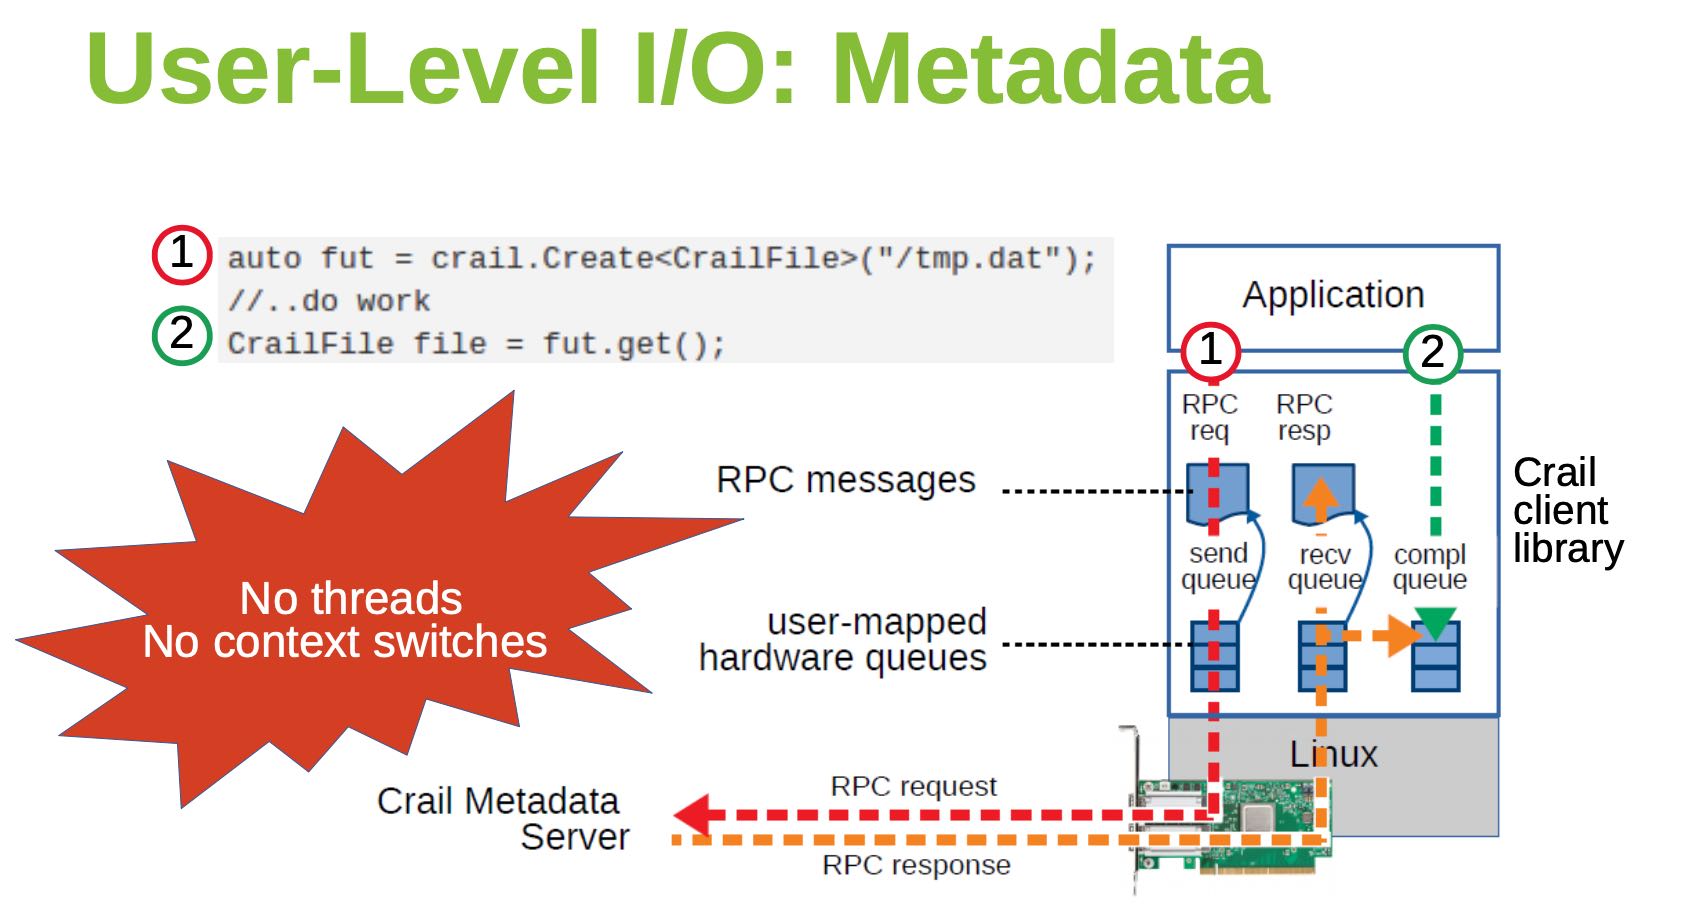 User-Level I/O: Metadata
1
auto fut = crail.Create<CrailFile>("/tmp.dat");
//..do work
2
CrailFile file = fut.get();
Application
1
2
RPC
req
RPC
resp
RPC messages
Crail
client
library
send
queue
recv
queue
compl
queue
No threads
No context switches
user-mapped
hardware queues
Linux
Crail Metadata
Server
RPC request
RPC response